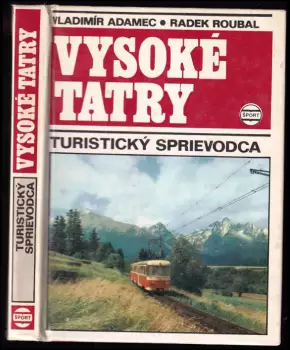 VLADIMÍR ADAMEC • RADEK ROUBAL
VYSOKÉ
TATRY
ŠPORT
TURISTICKÝ SPRIEVODCA
VYSOKÉ TATRY
TURISTICKÝ
SPRIEVODCA
ŠPORT